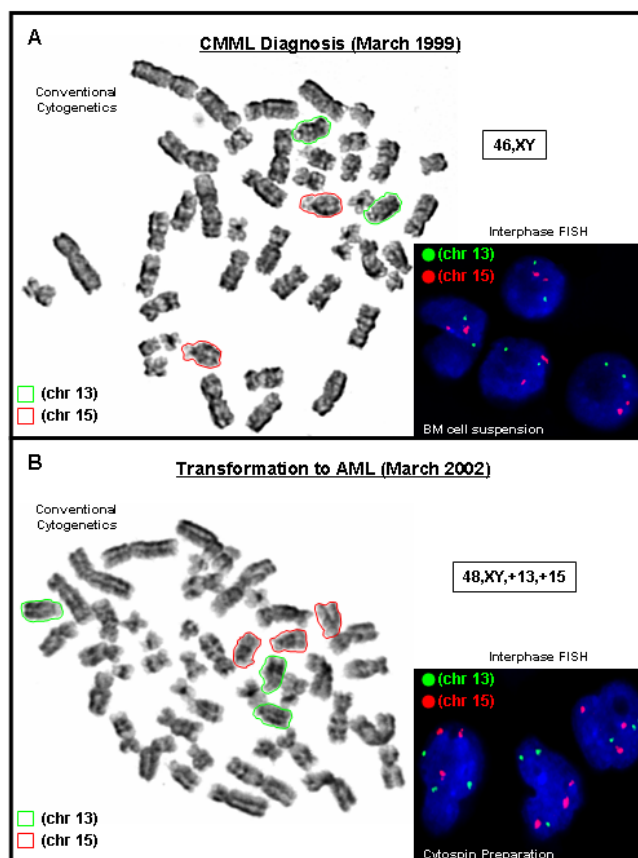 A
CMML Diagnosis (March 1999)
Conventional
Cytogenetics
46,XY
Interphase FISH
(chr 13)
(chr 15)
BM cell suspension
(chr 13)
(chr 15)
B
Transformation to AML (March 2002)
Conventional
Cytogenetics
48,XY,+13,+15
Interphase FISH
(chr 13)
(chr 15)
(chr 13)
(chr 15)
Cytospin Preparation